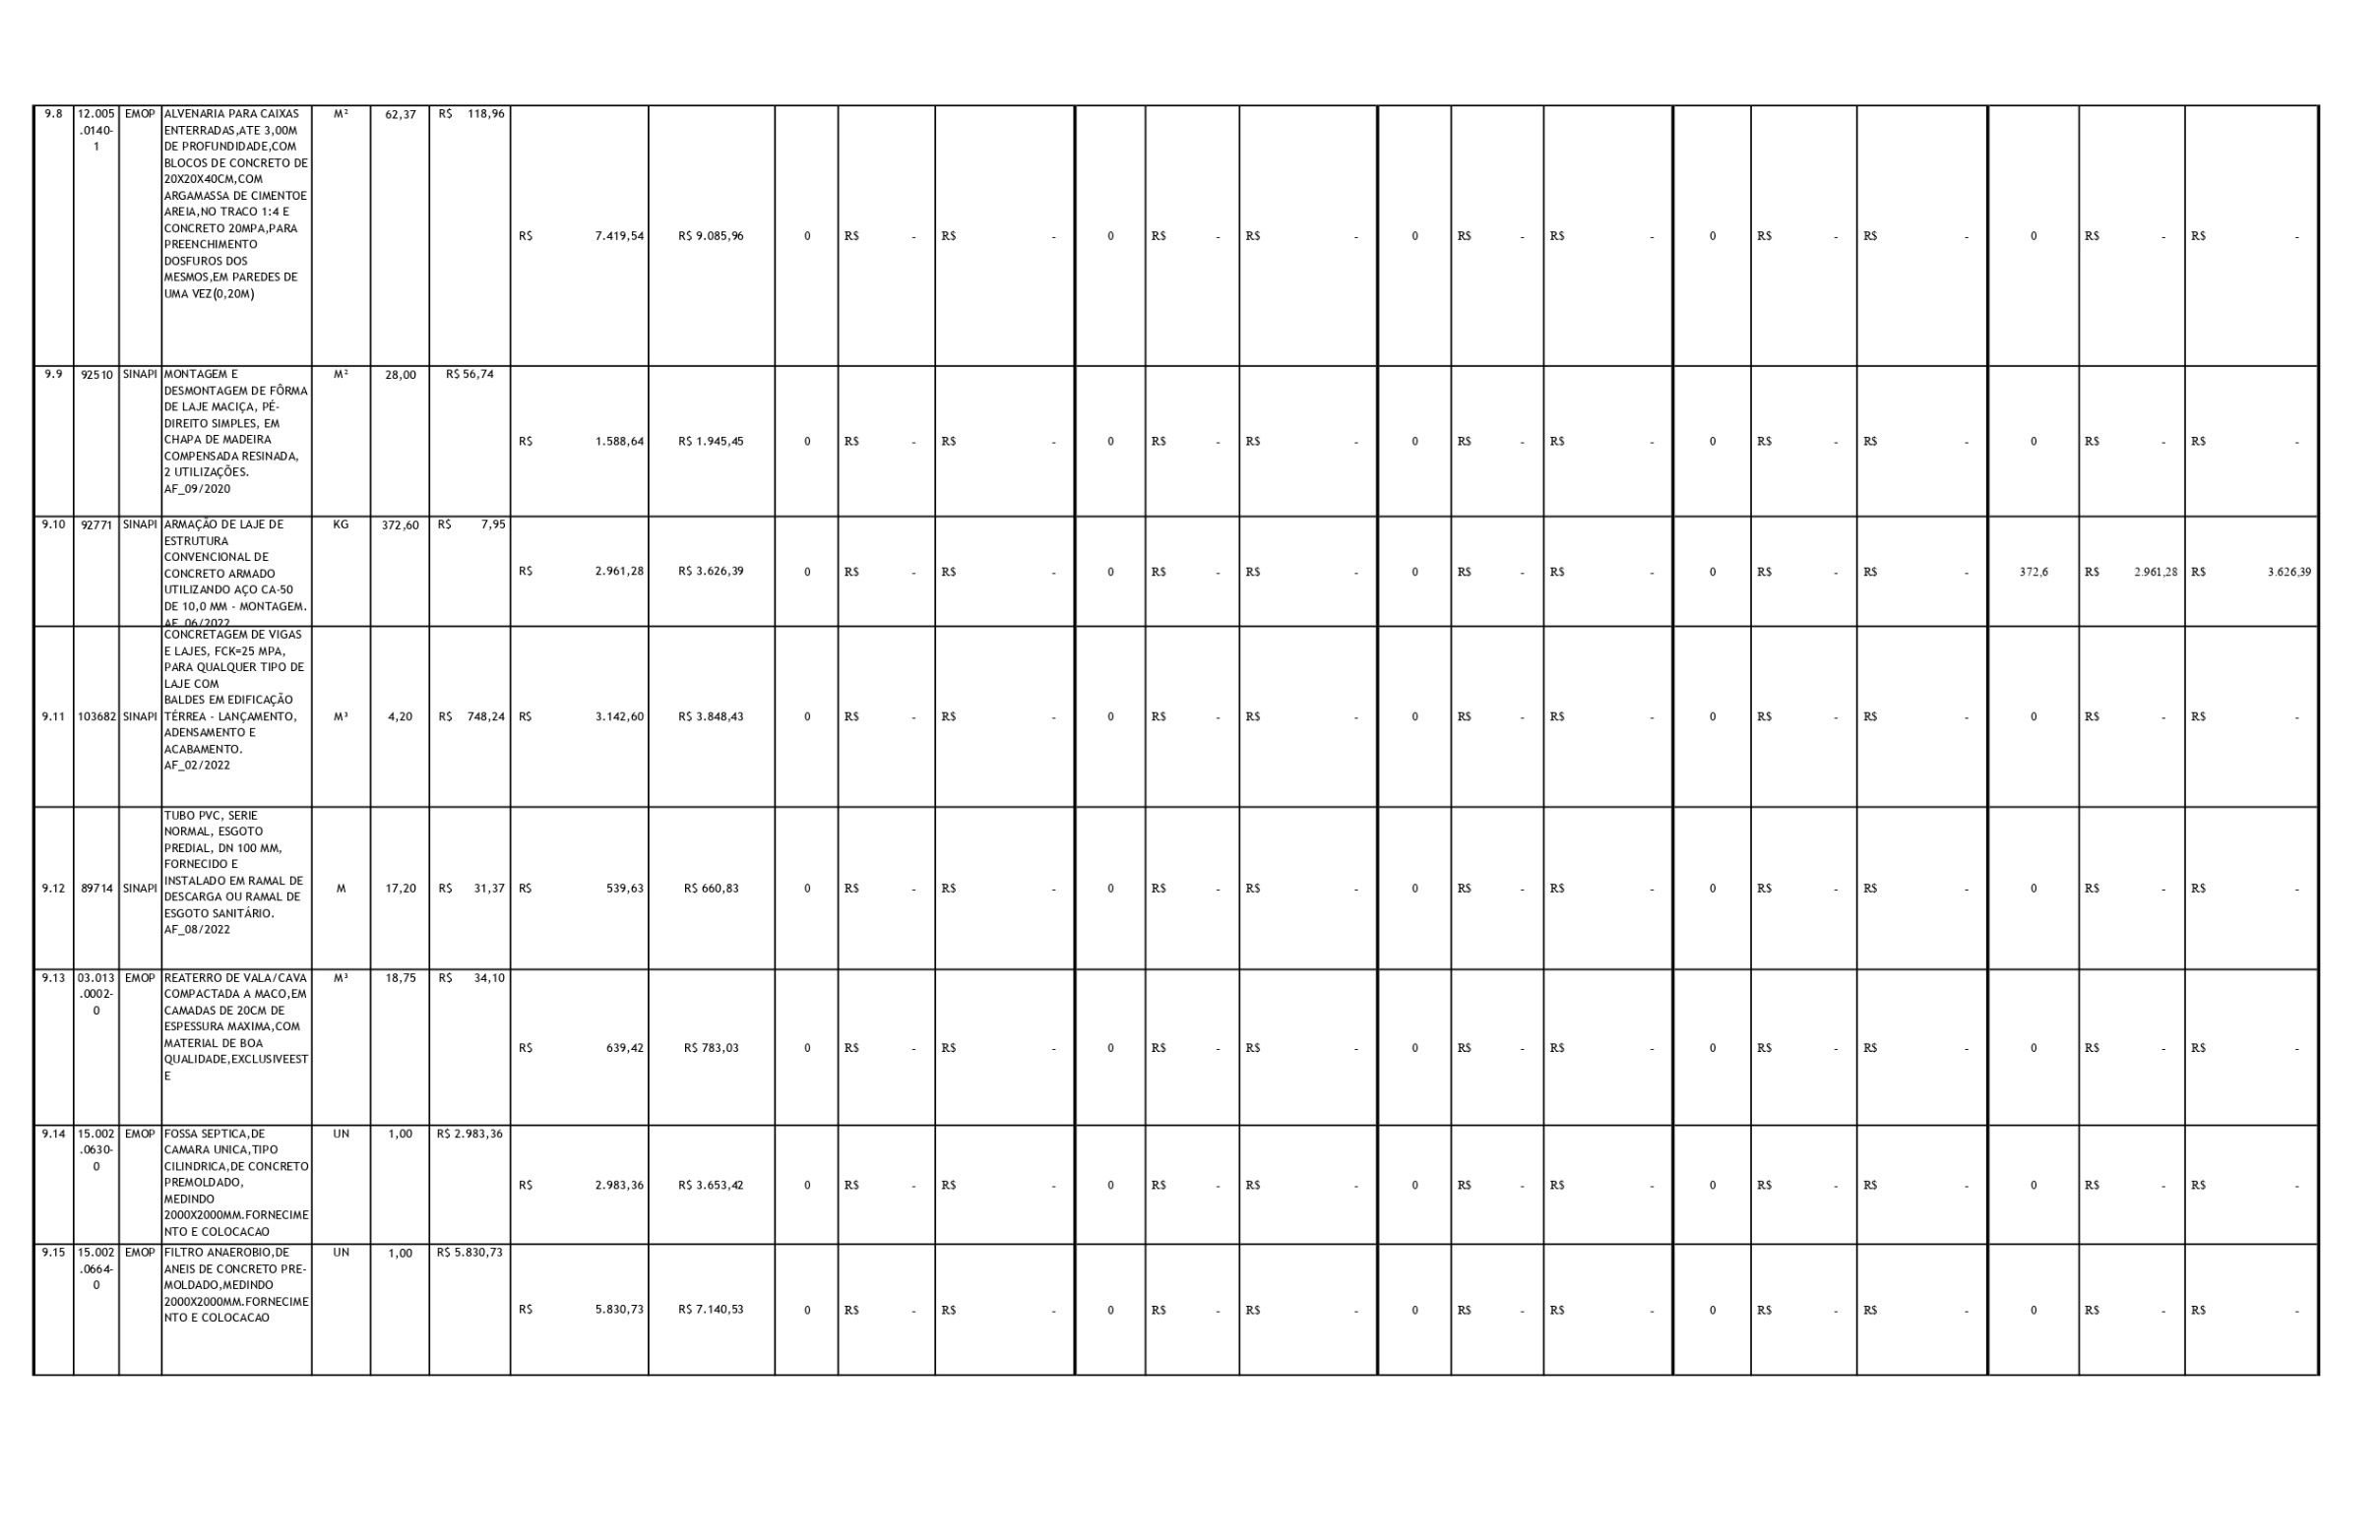 9.8 12.005 EMOP ALVENARIA PARA CAIXAS M² 62,37 R$ 118,96
.0140- ENTERRADAS,ATE 3,00M
1 DE PROFUNDIDADE,COM
BLOCOS DE CONCRETO DE
20X20X40CM,COM
ARGAMASSA DE CIMENTOE
AREIA,NO TRACO 1:4 E
CONCRETO 20MPA,PARA
PREENCHIMENTO
DOSFUROS DOS
MESMOS,EM PAREDES DE
UMA VEZ(0,20M)
R$ 7.419,54 R$ 9.085,96 0 R$ - R$ - 0 R$ - R$ - 0 R$ - R$ - 0 R$ - R$ - 0 R$ - R$ -
9.9 92510 SINAPI MONTAGEM E M² 28,00 R$ 56,74
DESMONTAGEM DE FÔRMA
DE LAJE MACIÇA, PÉ-
DIREITO SIMPLES, EM
CHAPA DE MADEIRA
COMPENSADA RESINADA,
2 UTILIZAÇÕES.
AF_09/2020
R$ 1.588,64 R$ 1.945,45 0 R$ - R$ - 0 R$ - R$ - 0 R$ - R$ - 0 R$ - R$ - 0 R$ - R$ -
9.10 92771 SINAPI ARMAÇÃO DE LAJE DE KG 372,60 R$ 7,95
ESTRUTURA
CONVENCIONAL DE
CONCRETO ARMADO
UTILIZANDO AÇO CA-50
DE 10,0 MM - MONTAGEM.
AF_06/2022
R$ 2.961,28 R$ 3.626,39 0 R$ - R$ - 0 R$ - R$ - 0 R$ - R$ - 0 R$ - R$ - 372,6 R$ 2.961,28 R$ 3.626,39
CONCRETAGEM DE VIGAS
E LAJES, FCK=25 MPA,
PARA QUALQUER TIPO DE
LAJE COM
BALDES EM EDIFICAÇÃO
9.11 103682 SINAPI TÉRREA - LANÇAMENTO, M³ 4,20 R$ 748,24 R$ 3.142,60 R$ 3.848,43 0 R$ - R$ - 0 R$ - R$ - 0 R$ - R$ - 0 R$ - R$ - 0 R$ - R$ -
ADENSAMENTO E
ACABAMENTO.
AF_02/2022
TUBO PVC, SERIE
NORMAL, ESGOTO
PREDIAL, DN 100 MM,
FORNECIDO E
INSTALADO EM RAMAL DE
9.12 89714 SINAPI M 17,20 R$ 31,37 R$ 539,63 R$ 660,83 0 R$ - R$ - 0 R$ - R$ - 0 R$ - R$ - 0 R$ - R$ - 0 R$ - R$ -
DESCARGA OU RAMAL DE
ESGOTO SANITÁRIO.
AF_08/2022
9.13 03.013 EMOP REATERRO DE VALA/CAVA M³ 18,75 R$ 34,10
.0002- COMPACTADA A MACO,EM
0 CAMADAS DE 20CM DE
ESPESSURA MAXIMA,COM
MATERIAL DE BOA
QUALIDADE,EXCLUSIVEEST
E
R$ 639,42 R$ 783,03 0 R$ - R$ - 0 R$ - R$ - 0 R$ - R$ - 0 R$ - R$ - 0 R$ - R$ -
9.14 15.002 EMOP FOSSA SEPTICA,DE UN 1,00 R$ 2.983,36
.0630- CAMARA UNICA,TIPO
0 CILINDRICA,DE CONCRETO
PREMOLDADO,
MEDINDO
2000X2000MM.FORNECIME
NTO E COLOCACAO
R$ 2.983,36 R$ 3.653,42 0 R$ - R$ - 0 R$ - R$ - 0 R$ - R$ - 0 R$ - R$ - 0 R$ - R$ -
9.15 15.002 EMOP FILTRO ANAEROBIO,DE UN 1,00 R$ 5.830,73
.0664- ANEIS DE CONCRETO PRE-
0 MOLDADO,MEDINDO
2000X2000MM.FORNECIME
NTO E COLOCACAO
R$ 5.830,73 R$ 7.140,53 0 R$ - R$ - 0 R$ - R$ - 0 R$ - R$ - 0 R$ - R$ - 0 R$ - R$ -